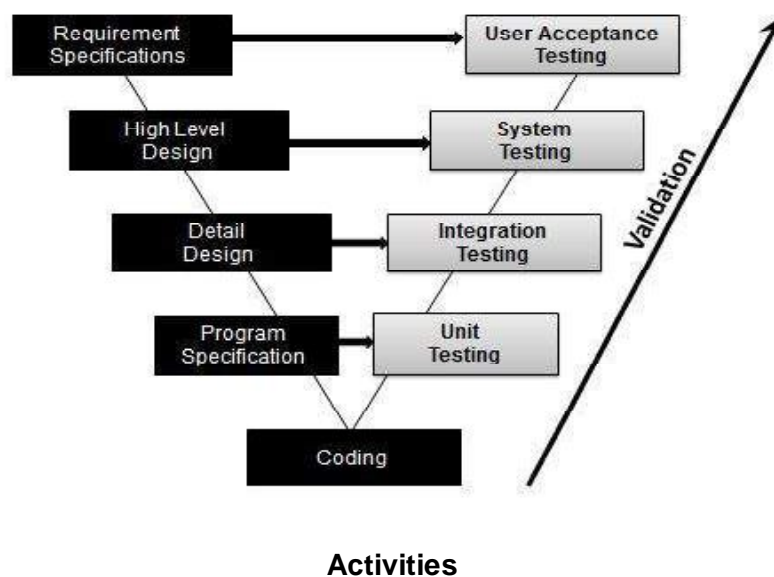 Requirement
Specifications
User Acceptance
Testing
High Level
Design
System
Testing
Detail
Design
Integration
Testing
Program
Specification
Unit
Testing
Coding
Validation
Activities